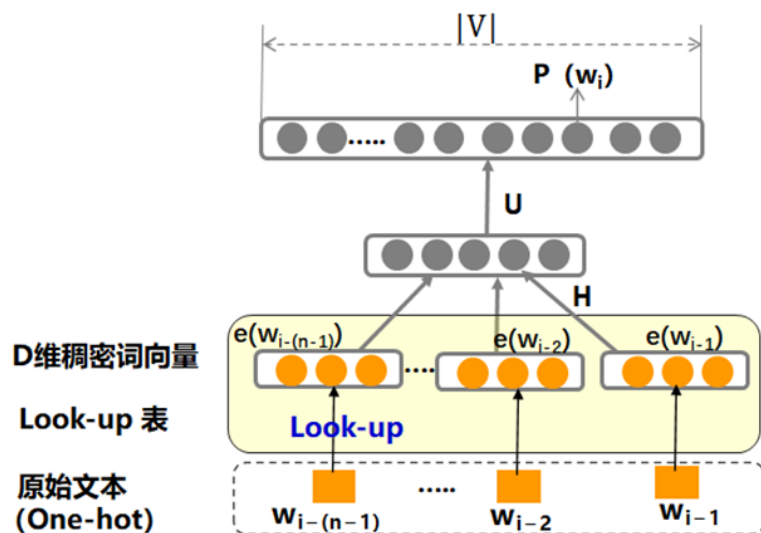 |V|
P (wᵢ)
.....
U
H
D维稠密词向量
e(wᵢ₋₍ₙ₋₁₎)
e(wᵢ₋₂)
e(wᵢ₋₁)
....
Look-up 表
Look-up
原始文本
(One-hot)
.....
wᵢ₋₍ₙ₋₁₎
wᵢ₋₂
wᵢ₋₁